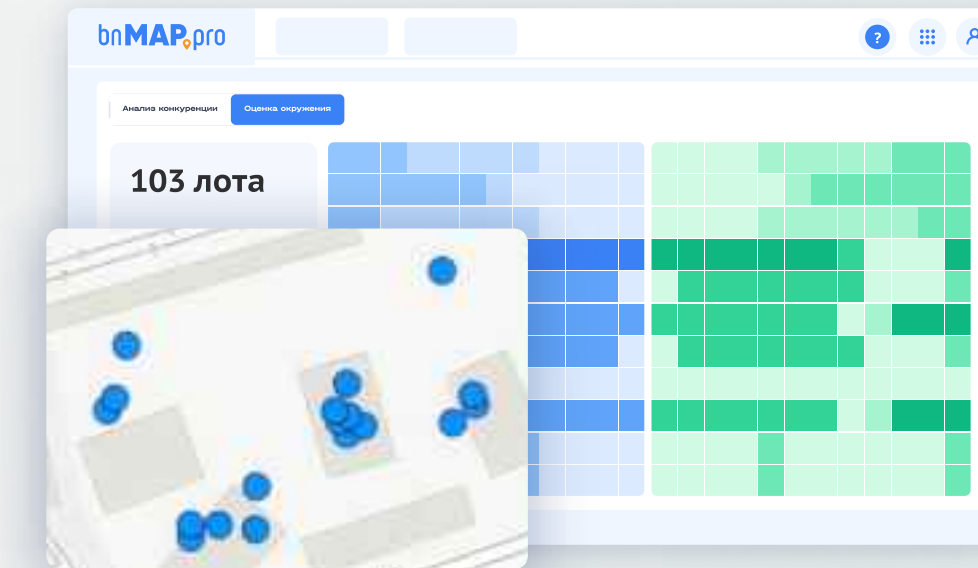 bnMAP.pro
?
Анализ конкуренции
Оценка окружения
103 лота